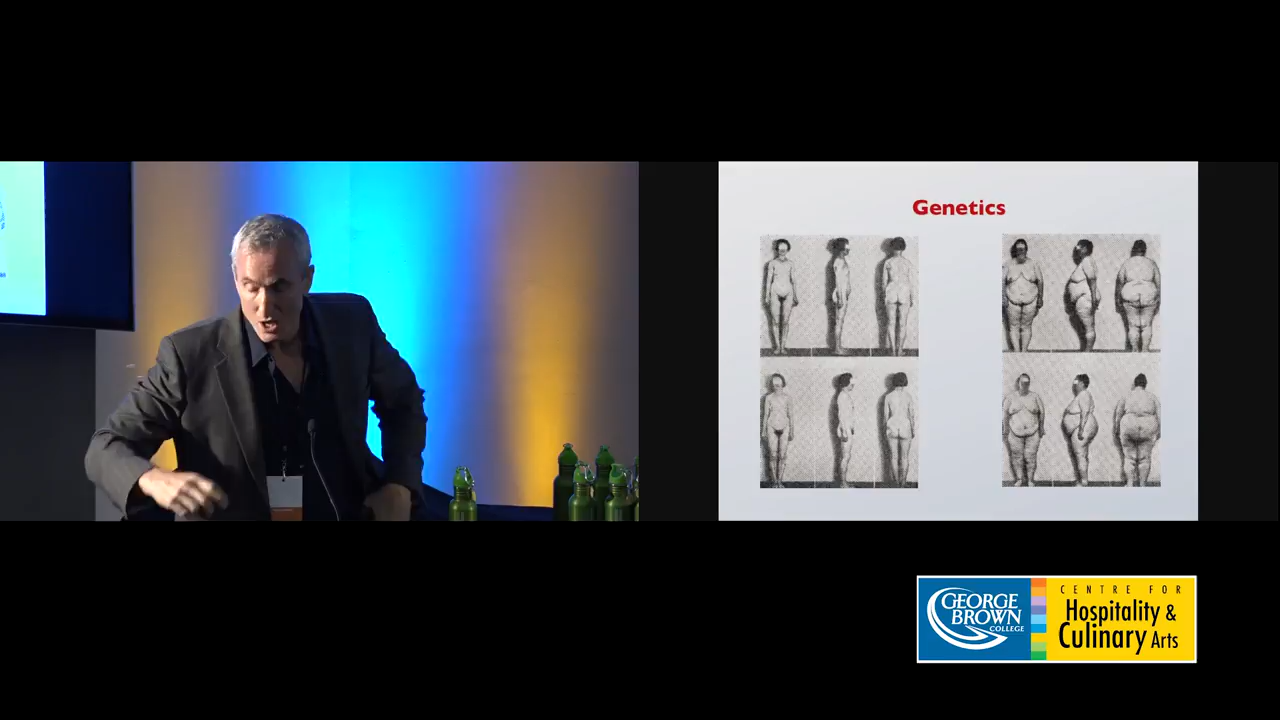 Genetics
GEORGE
BROWN
COLLEGE
CENTRE FOR
Hospitality &
Culinary Arts